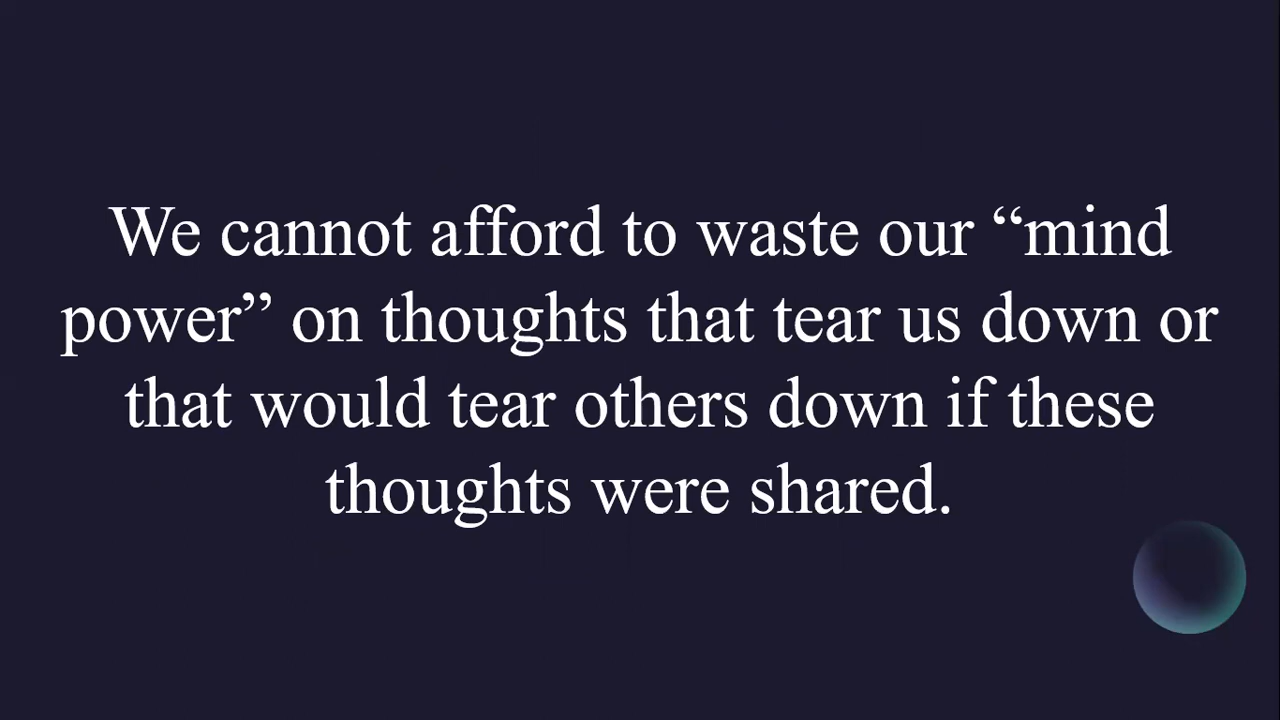 We cannot afford to waste our “mind
power” on thoughts that tear us down or
that would tear others down if these
thoughts were shared.